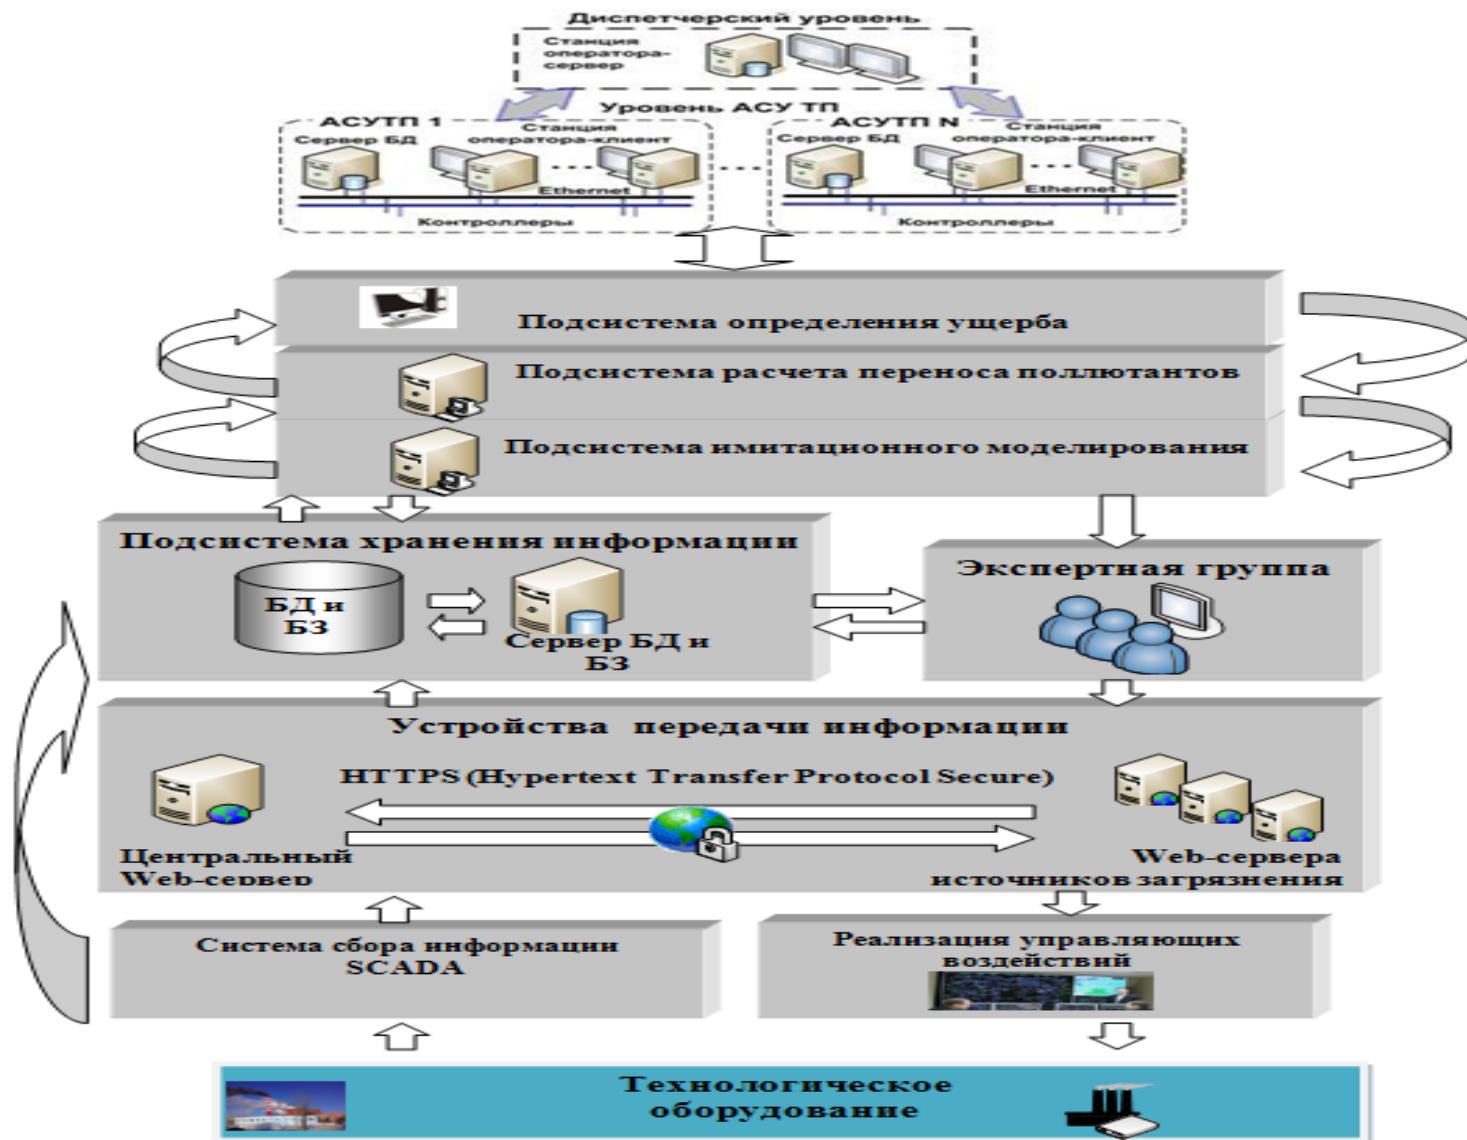 Диспетчерский уровень
Станция
оператора-
сервер
Уровень АСУ ТП
АСУТП 1
Сервер БД
Станция
оператора-клиент
Ethernet
Контроллеры
АСУТП N
Сервер БД
Станция
оператора-клиент
Ethernet
Контроллеры
Подсистема определения ущерба
Подсистема расчета переноса поллютантов
Подсистема имитационного моделирования
Подсистема хранения информации
БД и
БЗ
Сервер БД и
БЗ
Экспертная группа
Устройства передачи информации
HTTPS (Hypertext Transfer Protocol Secure)
Центральный
Web-сервер
Web-сервера
источников загрязнения
Система сбора информации
SCADA
Реализация управляющих
воздействий
Технологическое
оборудование